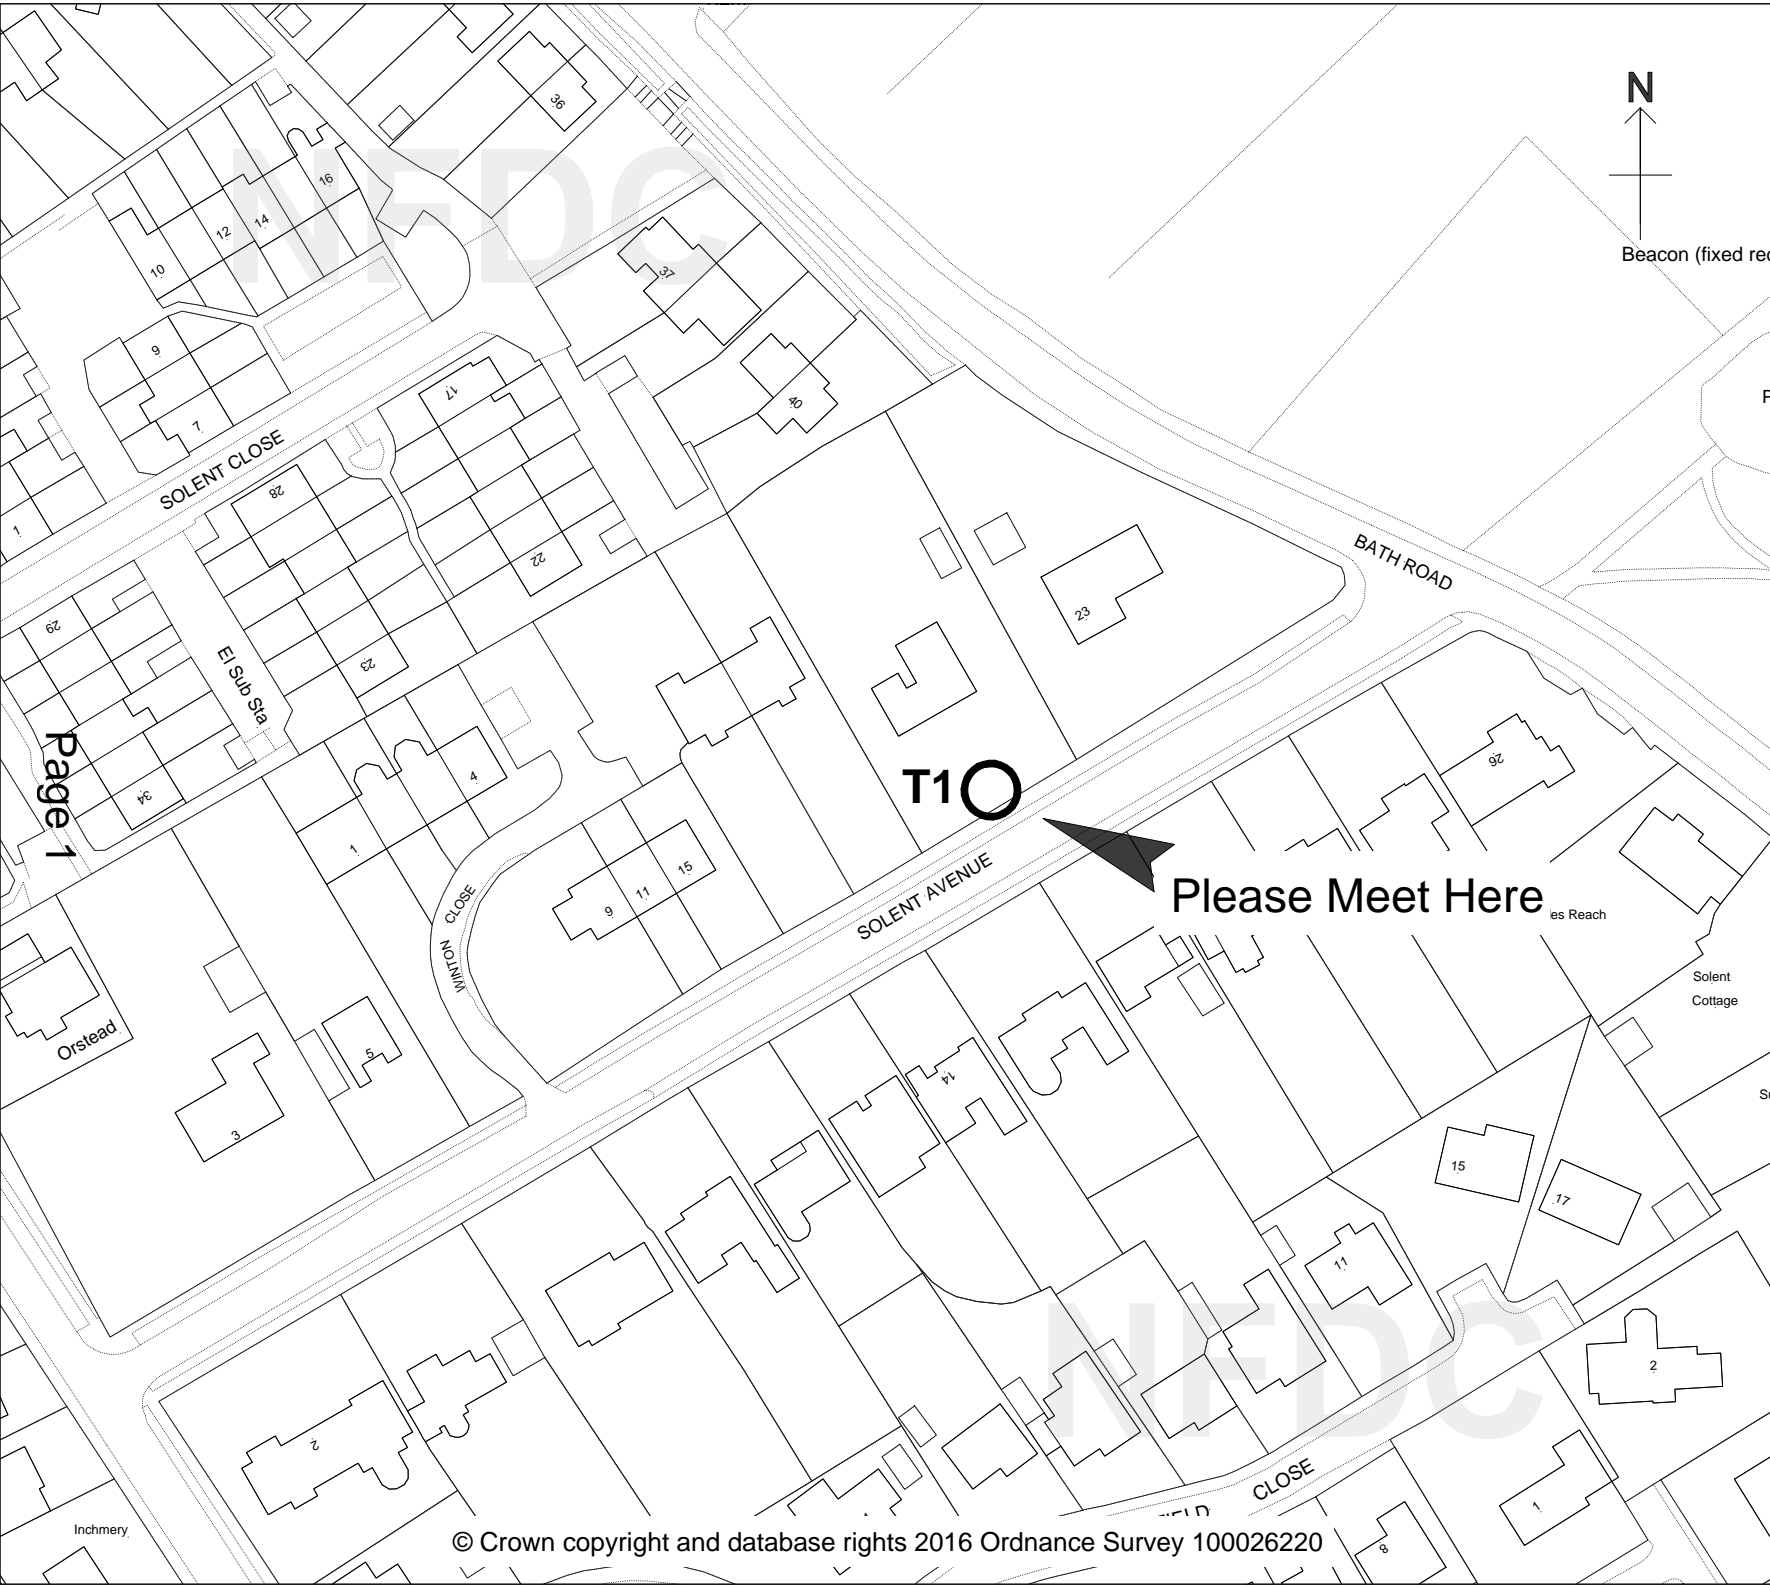 N
Beacon (fixed red
36
16
14
12
10
37
9
7
17
40
SOLENT CLOSE
28
1
22
BATH ROAD
23
29
23
El Sub Sta
Page 1
34
4
1
T1
26
SOLENT AVENUE
Please Meet Here
les Reach
15
11
9
WINTON CLOSE
Solent
Cottage
Orstead
5
3
14
15
17
11
2
2
CLOSE
1
8
Inchmery
© Crown copyright and database rights 2016 Ordnance Survey 100026220
NFDC
NFDC